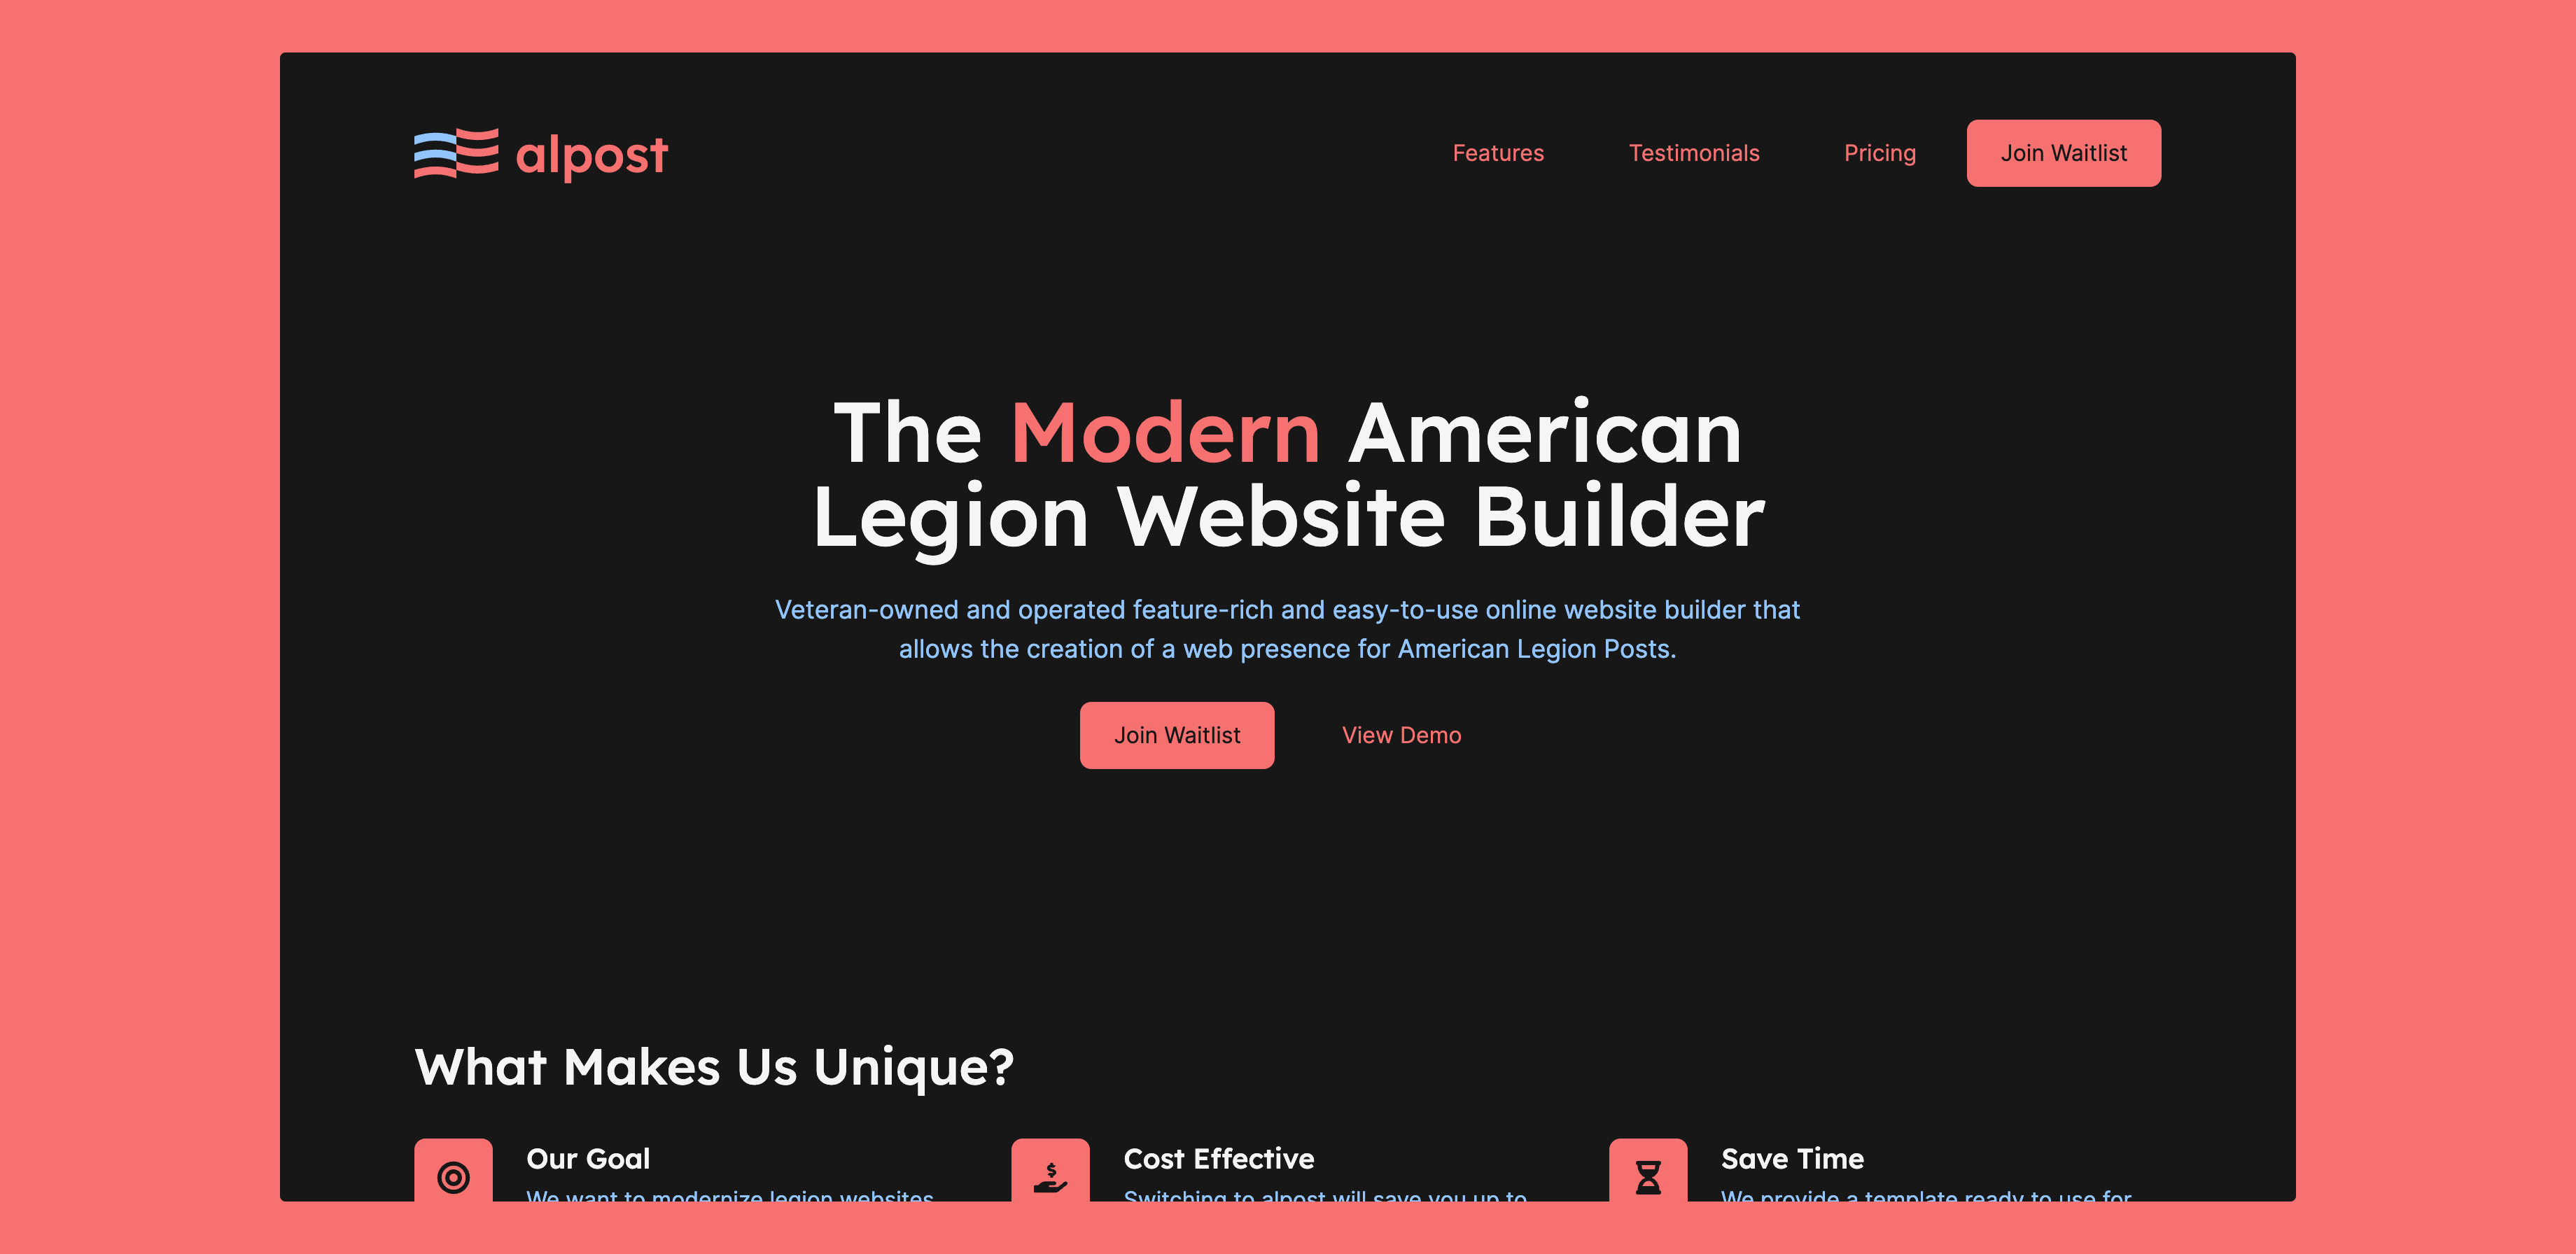 alpost
Features
Testimonials
Pricing
Join Waitlist
The Modern American
Legion Website Builder
Veteran-owned and operated feature-rich and easy-to-use online website builder that
allows the creation of a web presence for American Legion Posts.
Join Waitlist
View Demo
What Makes Us Unique?
Our Goal
We want to modernize legion websites
Cost Effective
Switching to alpost will save you up to
Save Time
We provide a template ready to use for